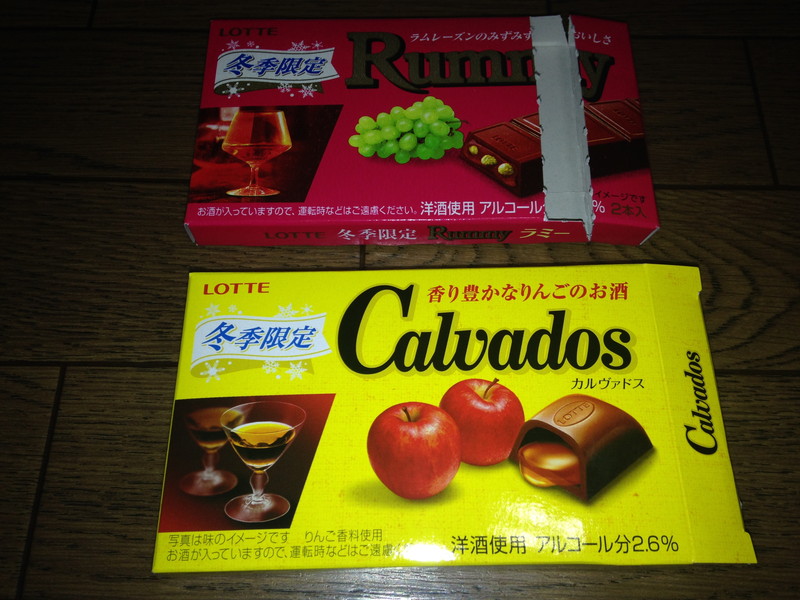 LOTTE
ラムレーズンのみずみず
おいしさ
冬季限定
Rummy
イメージです
お酒が入っていますので、運転時などはご遠慮ください。
洋酒使用 アルコール分
%
2本入
LOTTE 冬季限定 Rummy ラミー
LOTTE
香り豊かなりんごのお酒
冬季限定
Calvados
カルヴァドス
Calvados
LOTTE
写真は味のイメージです りんご香料使用
お酒が入っていますので、運転時などはご遠慮
洋酒使用 アルコール分2.6%